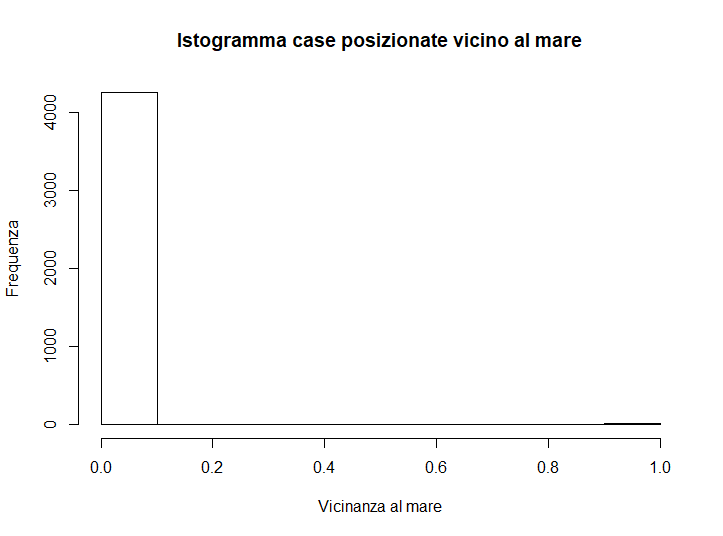 Istogramma case posizionate vicino al mare
Frequenza
4000
3000
2000
1000
0
0.0 0.2 0.4 0.6 0.8 1.0
Vicinanza al mare